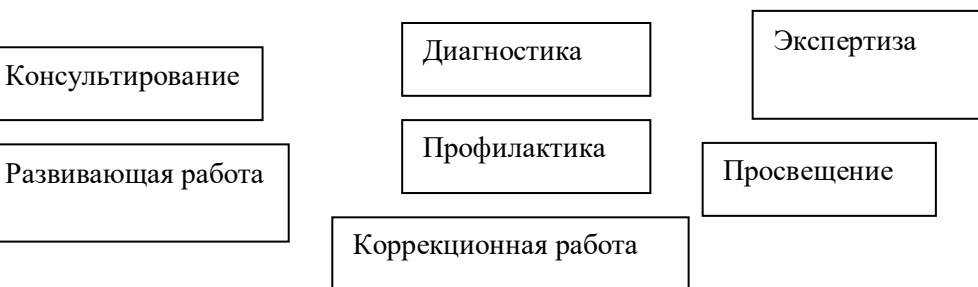 Консультирование
Диагностика
Экспертиза
Развивающая работа
Профилактика
Просвещение
Коррекционная работа